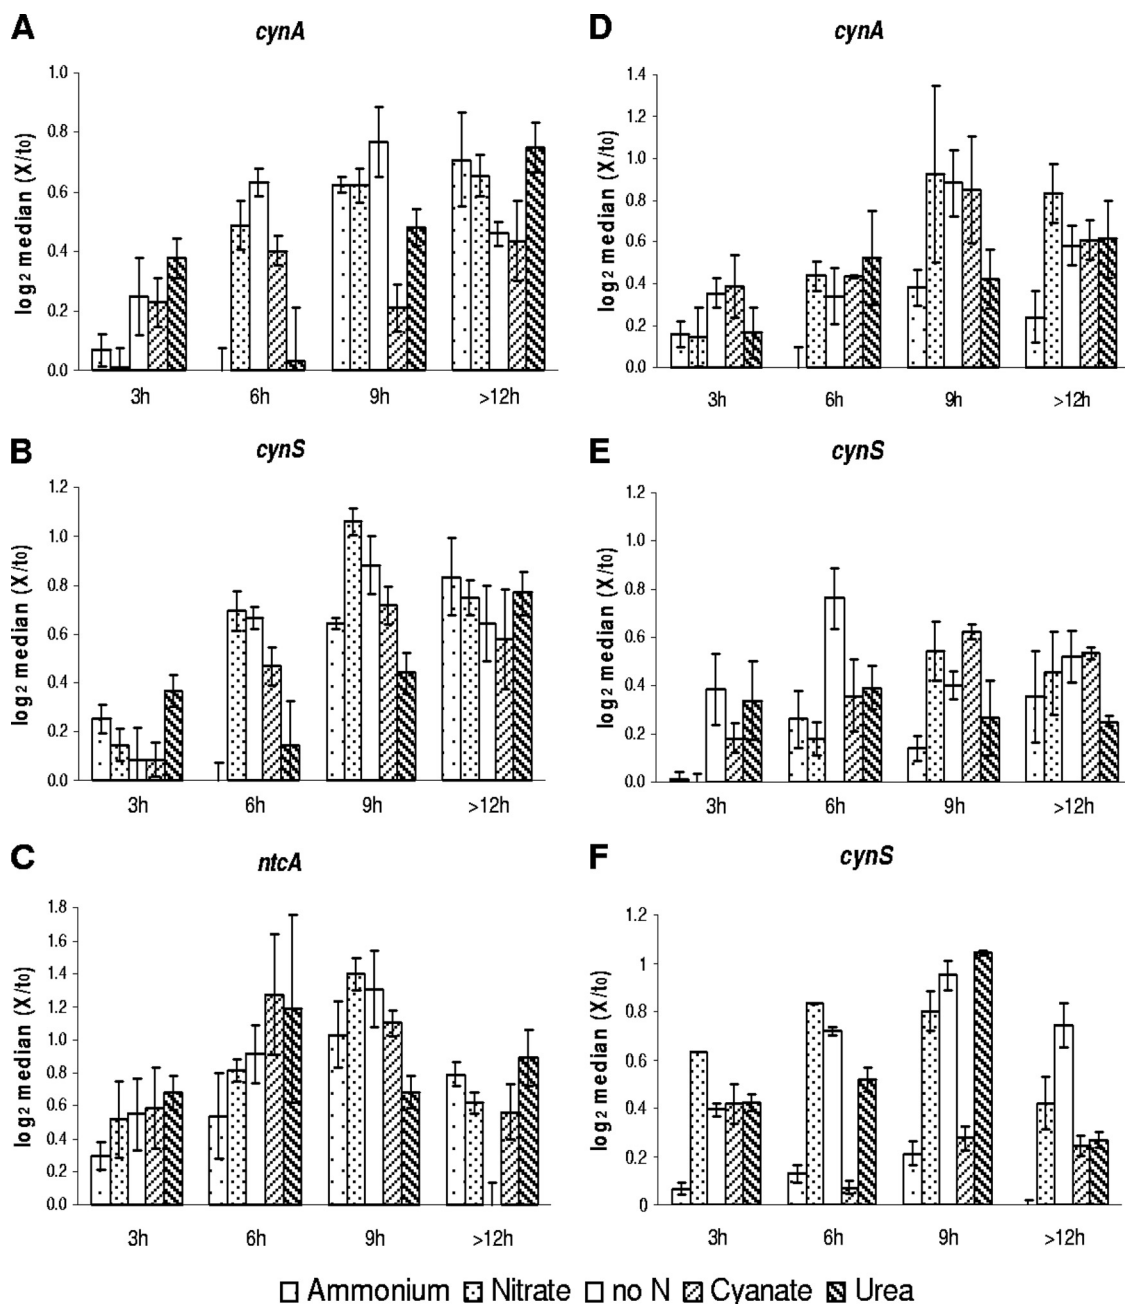 A
cynA
log2 median (X/t0)
1.0
0.8
0.6
0.4
0.2
0.0
3h 6h 9h >12h
B
cynS
log2 median (X/t0)
1.2
1.0
0.8
0.6
0.4
0.2
0.0
3h 6h 9h >12h
C
ntcA
log2 median (X/t0)
1.8
1.6
1.4
1.2
1.0
0.8
0.6
0.4
0.2
0.0
3h 6h 9h >12h
D
cynA
log2 median (X/t0)
1.4
1.2
1.0
0.8
0.6
0.4
0.2
0.0
3h 6h 9h >12h
E
cynS
log2 median (X/t0)
1.2
1.0
0.8
0.6
0.4
0.2
0.0
3h 6h 9h >12h
F
cynS
log2 median (X/t0)
1.2
1
0.8
0.6
0.4
0.2
0
3h 6h 9h >12h
Ammonium Nitrate no N Cyanate Urea